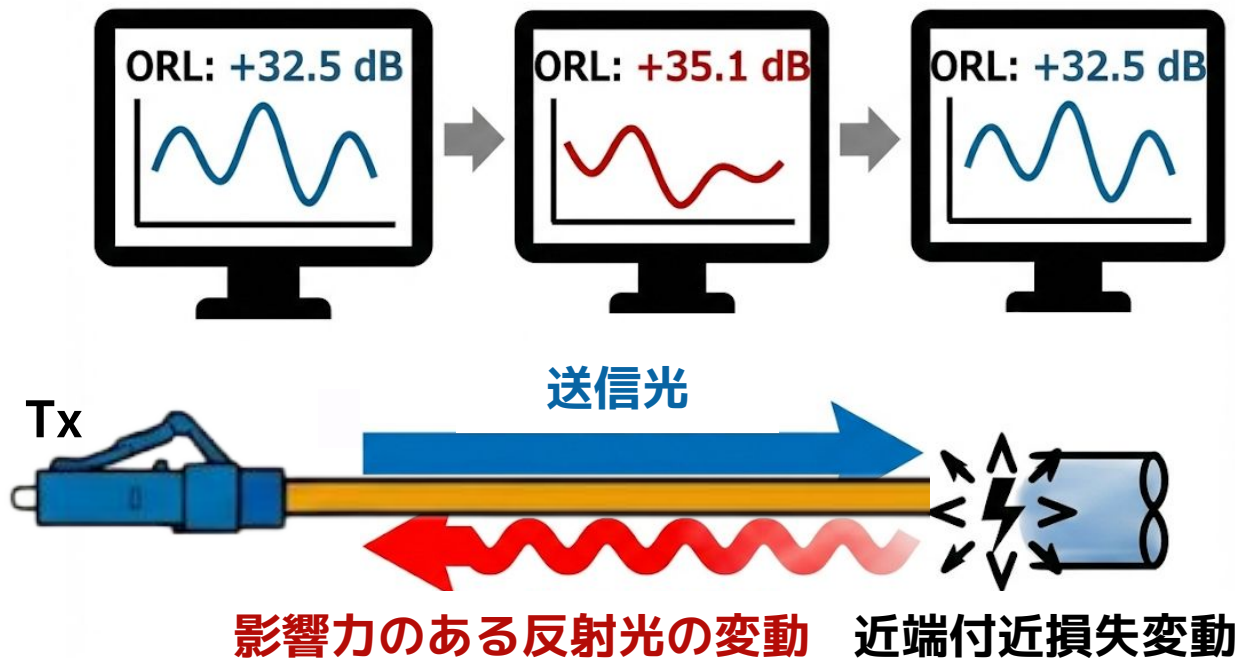 ORL: +32.5 dB
ORL: +35.1 dB
ORL: +32.5 dB
送信光
Tx
影響力のある反射光の変動
近端付近損失変動